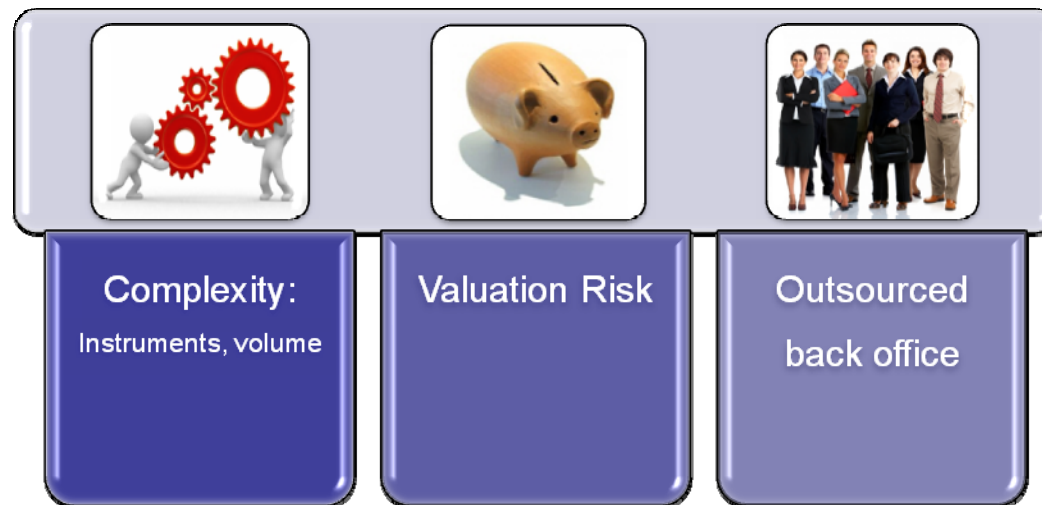 Complexity:
Instruments, volume
Valuation Risk
Outsourced
back office